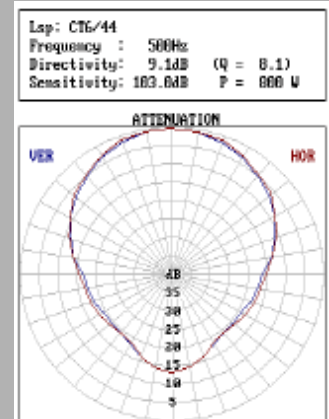 Lsp: CT6/44
Frequency : 500Hz
Directivity: 9.1dB (Q = 8.1)
Sensitivity: 103.0dB P = 000 W
ATTENUATION
VER HOR
dB
35
30
25
20
15
10
5